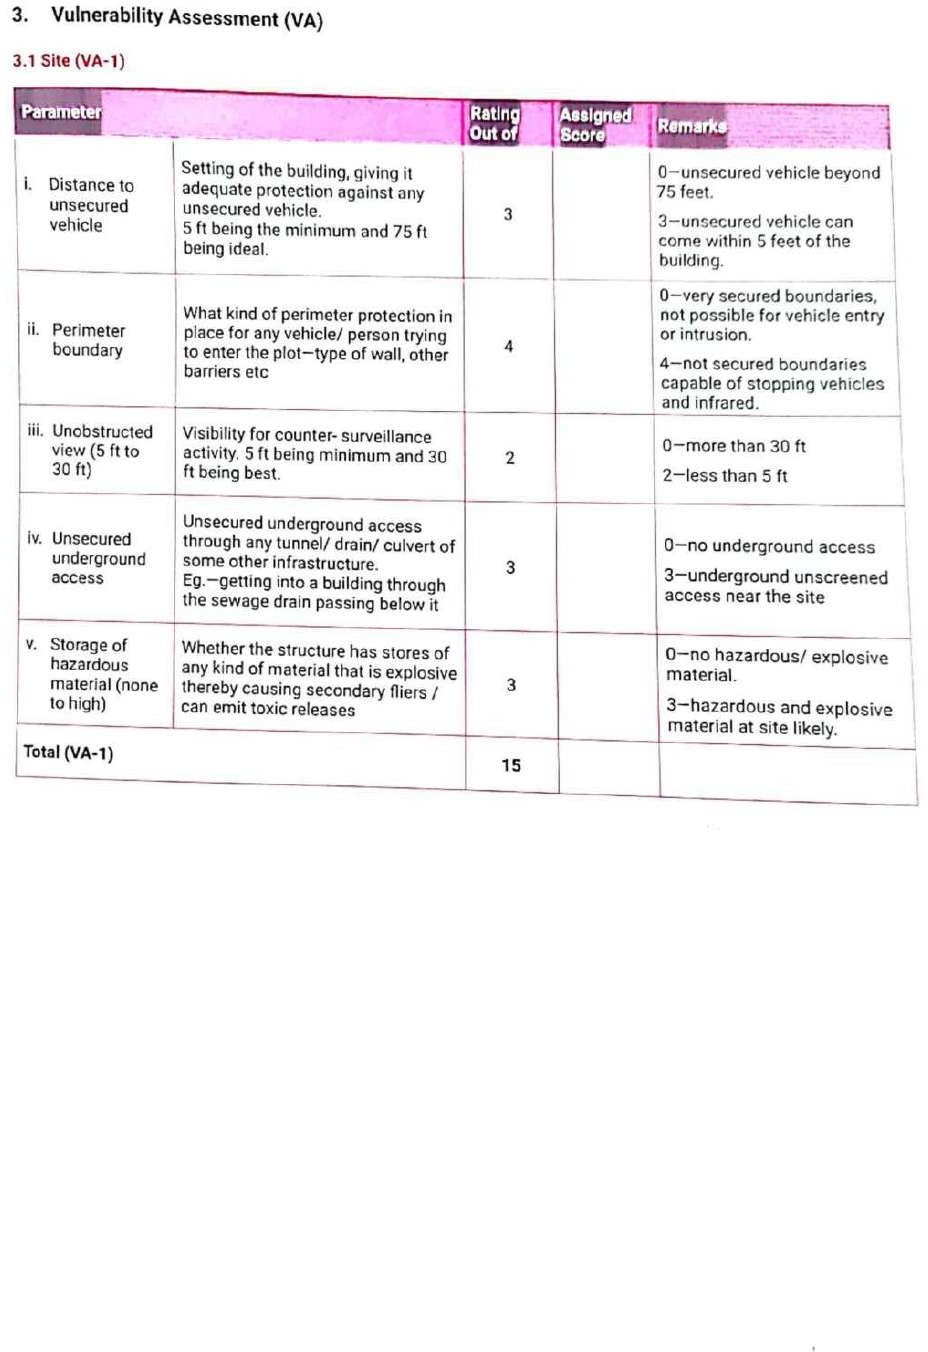 3. Vulnerability Assessment (VA)
3.1 Site (VA-1)
Parameter
Rating
Out of
Assigned
Score
Remarks
i. Distance to
unsecured
vehicle
Setting of the building, giving it
adequate protection against any
unsecured vehicle.
5 ft being the minimum and 75 ft
being ideal.
3
0—unsecured vehicle beyond
75 feet.
3—unsecured vehicle can
come within 5 feet of the
building.
ii. Perimeter
boundary
What kind of perimeter protection in
place for any vehicle/ person trying
to enter the plot—type of wall, other
barriers etc
4
0—very secured boundaries,
not possible for vehicle entry
or intrusion.
4—not secured boundaries
capable of stopping vehicles
and infrared.
iii. Unobstructed
view (5 ft to
30 ft)
Visibility for counter- surveillance
activity. 5 ft being minimum and 30
ft being best.
2
0—more than 30 ft
2—less than 5 ft
iv. Unsecured
underground
access
Unsecured underground access
through any tunnel/ drain/ culvert of
some other infrastructure.
Eg.—getting into a building through
the sewage drain passing below it
3
0—no underground access
3—underground unscreened
access near the site
v. Storage of
hazardous
material (none
to high)
Whether the structure has stores of
any kind of material that is explosive
thereby causing secondary fliers /
can emit toxic releases
3
0—no hazardous/ explosive
material.
3—hazardous and explosive
material at site likely.
Total (VA-1)
15